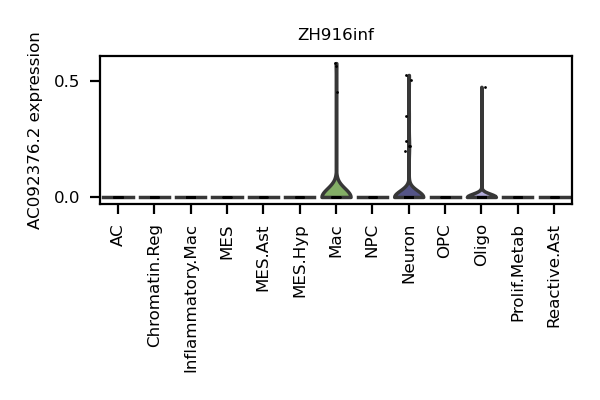 ZH916inf
AC092376.2 expression
0.5
0.0
AC
Chromatin.Reg
Inflammatory.Mac
MES
MES.Ast
MES.Hyp
Mac
NPC
Neuron
OPC
Oligo
Prolif.Metab
Reactive.Ast